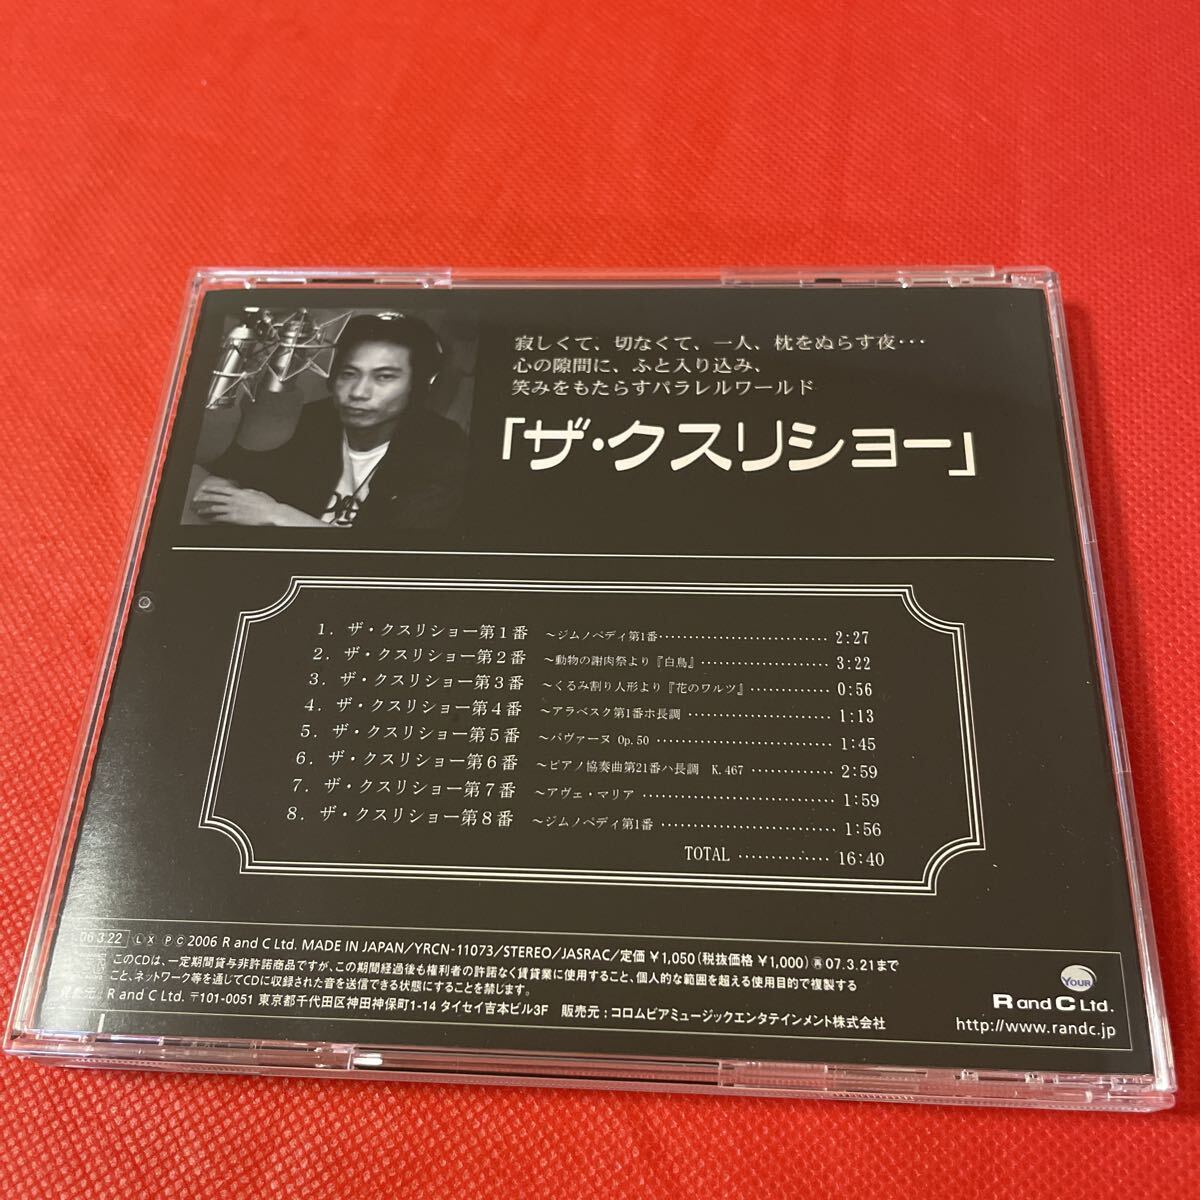 寂しくて、切なくて、一人、枕をぬらす夜・・・
心の隙間に、ふと入り込み、
笑みをもたらすパラレルワールド
「ザ・クスリショー」
1. ザ・クスリショー第1番 ～ジムノペディ第1番 2:27
2. ザ・クスリショー第2番 ～動物の謝肉祭より『白鳥』 3:22
3. ザ・クスリショー第3番 ～くるみ割り人形より『花のワルツ』 0:56
4. ザ・クスリショー第4番 ～アラベスク第1番ホ長調 1:13
5. ザ・クスリショー第5番 ～パヴァーヌ Op.50 1:45
6. ザ・クスリショー第6番 ～ピアノ協奏曲第21番ハ長調 K.467 2:59
7. ザ・クスリショー第7番 ～アヴェ・マリア 1:59
8. ザ・クスリショー第8番 ～ジムノペディ第1番 1:56
TOTAL 16:40
06.3.22 Ⓛ Ⓧ Ⓟ Ⓒ 2006 R and C Ltd. MADE IN JAPAN/YRCN-11073/STEREO/JASRAC/定価 ¥1,050(税抜価格 ¥1,000)㊢07.3.21まで
このCDは、一定期間貸与非許諾商品ですが、この期間経過後も権利者の許諾なく賃貸業に使用すること、個人的な範囲を超える使用目的で複製する
こと、ネットワーク等を通じてCDに収録された音を送信できる状態にすることを禁じます。
発売元：R and C Ltd. 〒101-0051 東京都千代田区神田神保町1-14 タイセイ吉本ビル3F 販売元：コロムビアミュージックエンタテインメント株式会社
YOUR
R and C Ltd.
http://www.randc.jp